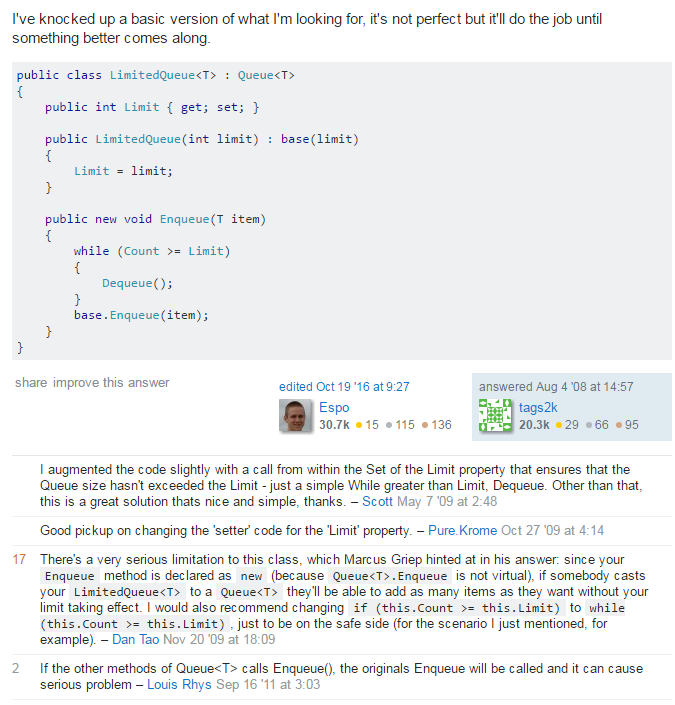 I've knocked up a basic version of what I'm looking for, it's not perfect but it'll do the job until
something better comes along.
public class LimitedQueue<T> : Queue<T>
{
    public int Limit { get; set; }

    public LimitedQueue(int limit) : base(limit)
    {
        Limit = limit;
    }

    public new void Enqueue(T item)
    {
        while (Count >= Limit)
        {
            Dequeue();
        }
        base.Enqueue(item);
    }
}
share improve this answer
edited Oct 19 '16 at 9:27
Espo
30.7k 15 115 136
answered Aug 4 '08 at 14:57
tags2k
20.3k 29 66 95
I augmented the code slightly with a call from within the Set of the Limit property that ensures that the
Queue size hasn't exceeded the Limit - just a simple While greater than Limit, Dequeue. Other than that,
this is a great solution thats nice and simple, thanks. – Scott May 7 '09 at 2:48
Good pickup on changing the 'setter' code for the 'Limit' property. – Pure.Krome Oct 27 '09 at 4:14
17 There's a very serious limitation to this class, which Marcus Griep hinted at in his answer: since your
Enqueue method is declared as new (because Queue<T>.Enqueue is not virtual), if somebody casts
your LimitedQueue<T> to a Queue<T> they'll be able to add as many items as they want without your
limit taking effect. I would also recommend changing if (this.Count >= this.Limit) to while
(this.Count >= this.Limit) , just to be on the safe side (for the scenario I just mentioned, for
example). – Dan Tao Nov 20 '09 at 18:09
2 If the other methods of Queue<T> calls Enqueue(), the originals Enqueue will be called and it can cause
serious problem – Louis Rhys Sep 16 '11 at 3:03